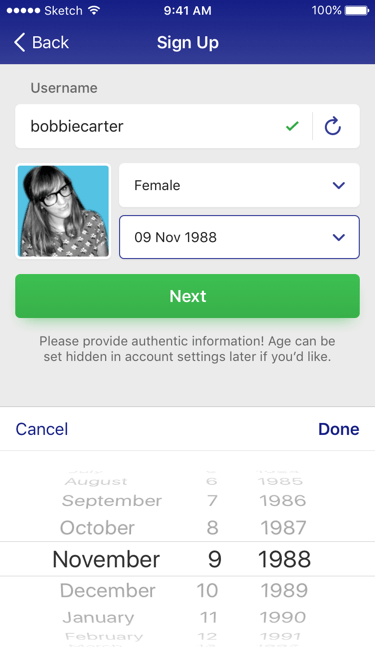 Sketch 9:41 AM 100%
Back Sign Up
Username
bobbiecarter
Female
09 Nov 1988
Next
Please provide authentic information! Age can be
set hidden in account settings later if you’d like.
Cancel Done
August 6 1985
September 7 1986
October 8 1987
November 9 1988
December 10 1989
January 11 1990
February 12 1991